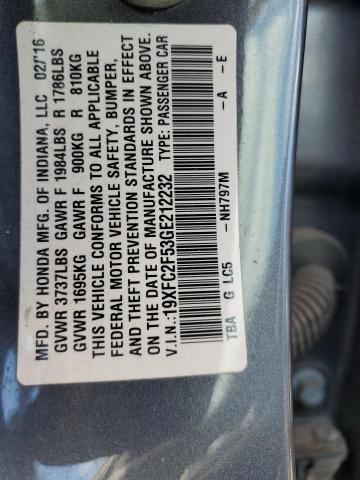 MFD. BY HONDA MFG. OF INDIANA, LLC 02/16
GVWR 3737LBS GAWR F 1984LBS R 1786LBS
GVWR 1695KG GAWR F 900KG R 810KG
THIS VEHICLE CONFORMS TO ALL APPLICABLE
FEDERAL MOTOR VEHICLE SAFETY, BUMPER,
AND THEFT PREVENTION STANDARDS IN EFFECT
ON THE DATE OF MANUFACTURE SHOWN ABOVE.
V.I.N.:19XFC2F53GE212232 TYPE: PASSENGER CAR
-NH797M -A -E
TBA G LC5